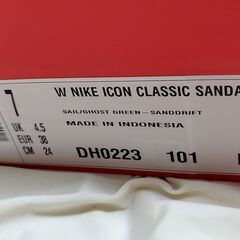 7
UK 4.5
EUR 38
CM 24
W NIKE ICON CLASSIC SANDA
SAIL/GHOST GREEN-SANDDRIFT
MADE IN INDONESIA
DH0223 101